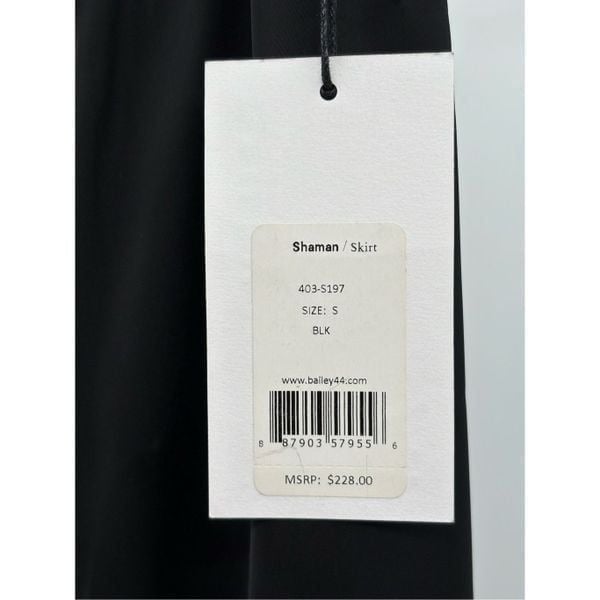 Shaman / Skirt
403-S197
SIZE: S
BLK
www.bailey44.com
8 87903 57955 6
MSRP: $228.00